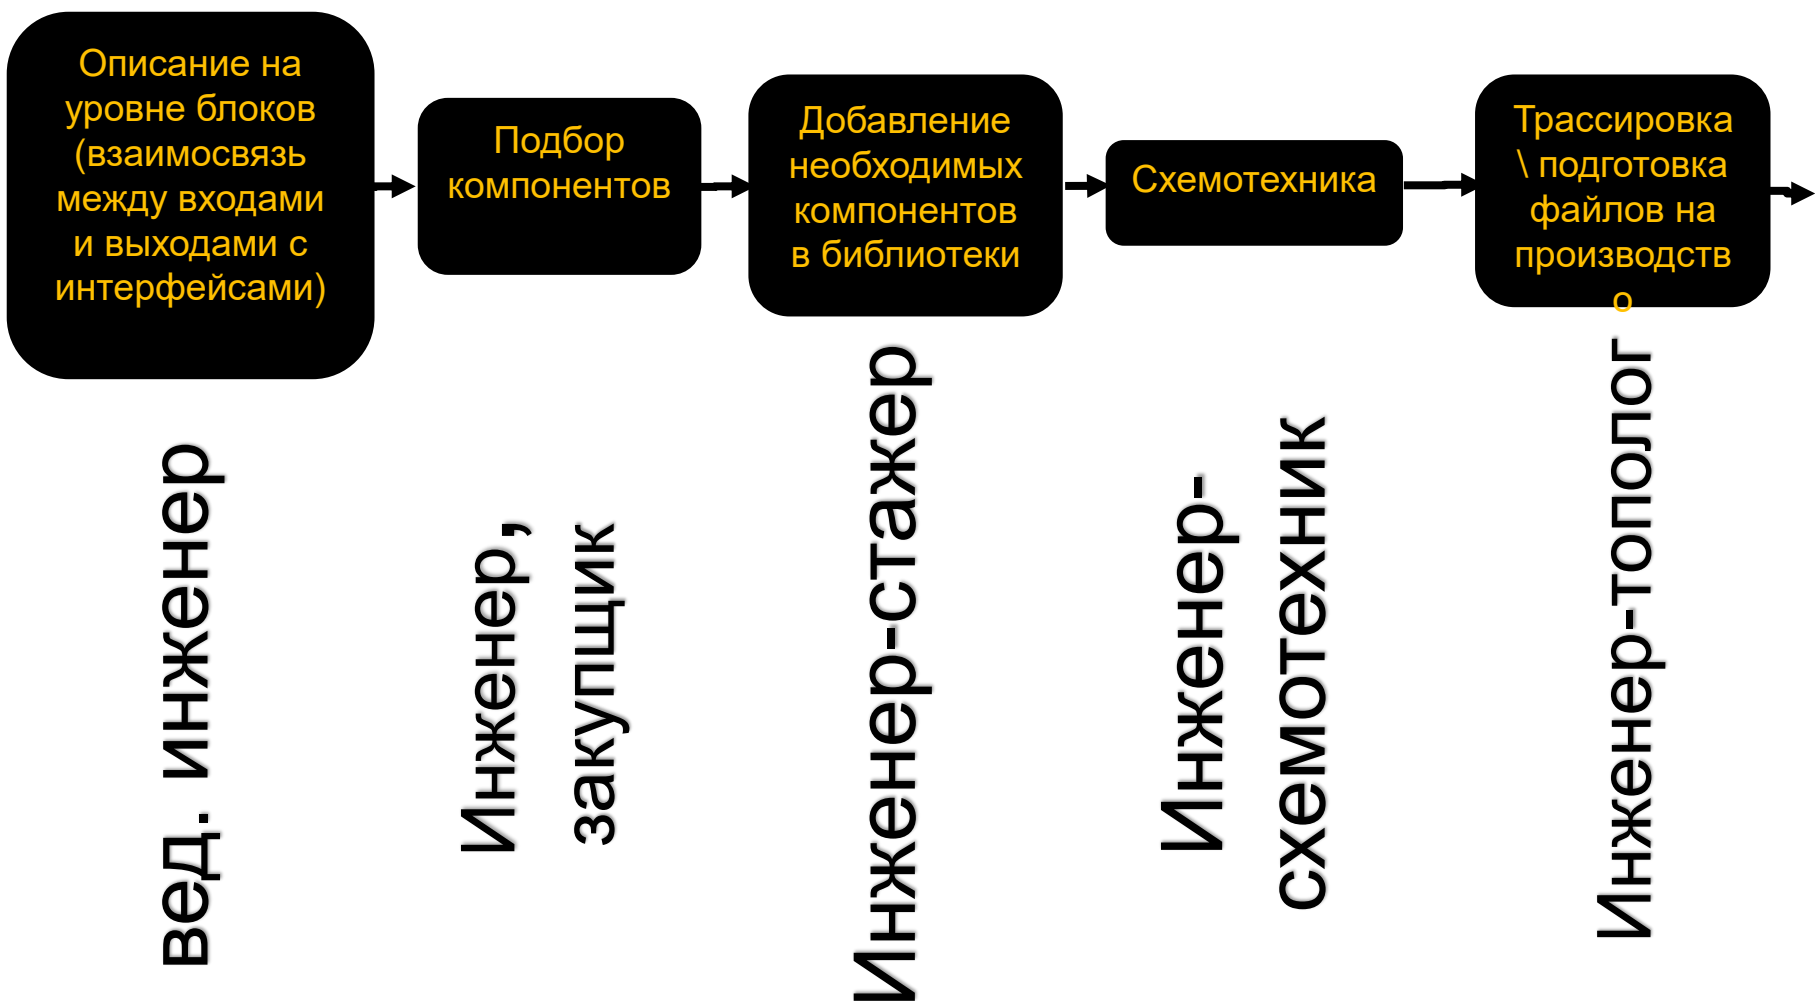 Описание на
уровне блоков
(взаимосвязь
между входами
и выходами с
интерфейсами)
Подбор
компонентов
Добавление
необходимых
компонентов
в библиотеки
Схемотехника
Трассировка
\ подготовка
файлов на
производств
о
вед. инженер
Инженер,
закупщик
Инженер-стажер
Инженер-
схемотехник
Инженер-тополог